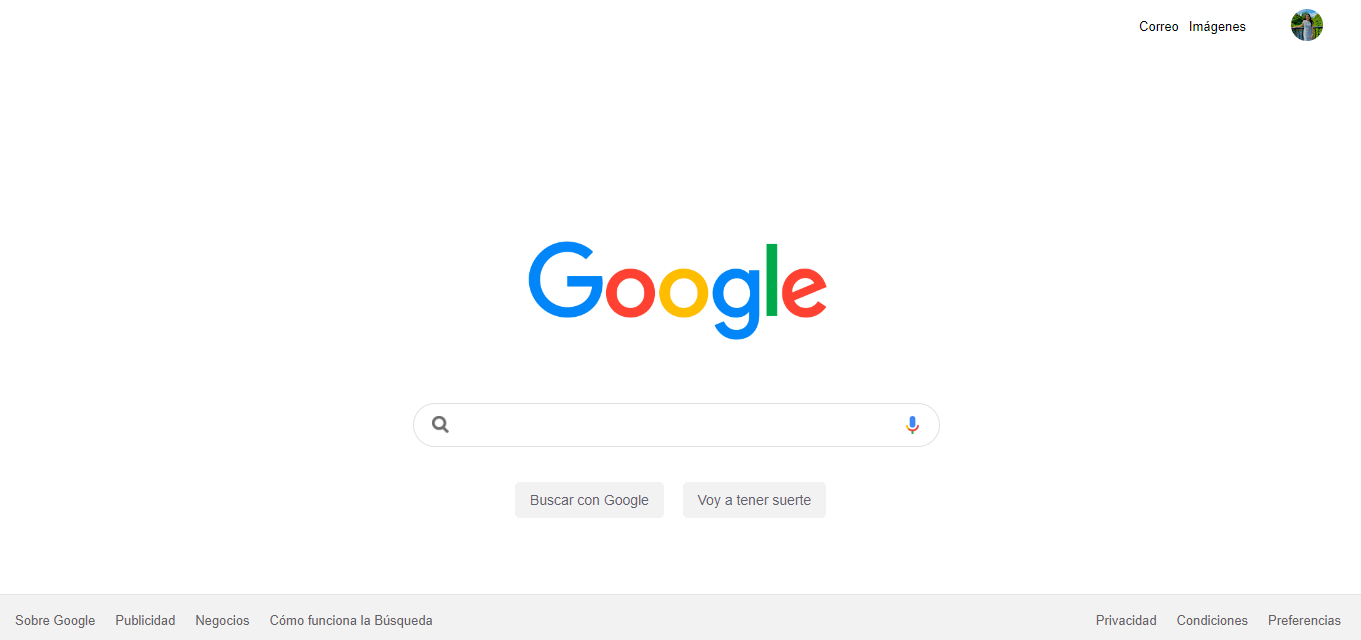 Correo Imágenes
Google
Buscar con Google Voy a tener suerte
Sobre Google Publicidad Negocios Cómo funciona la Búsqueda Privacidad Condiciones Preferencias